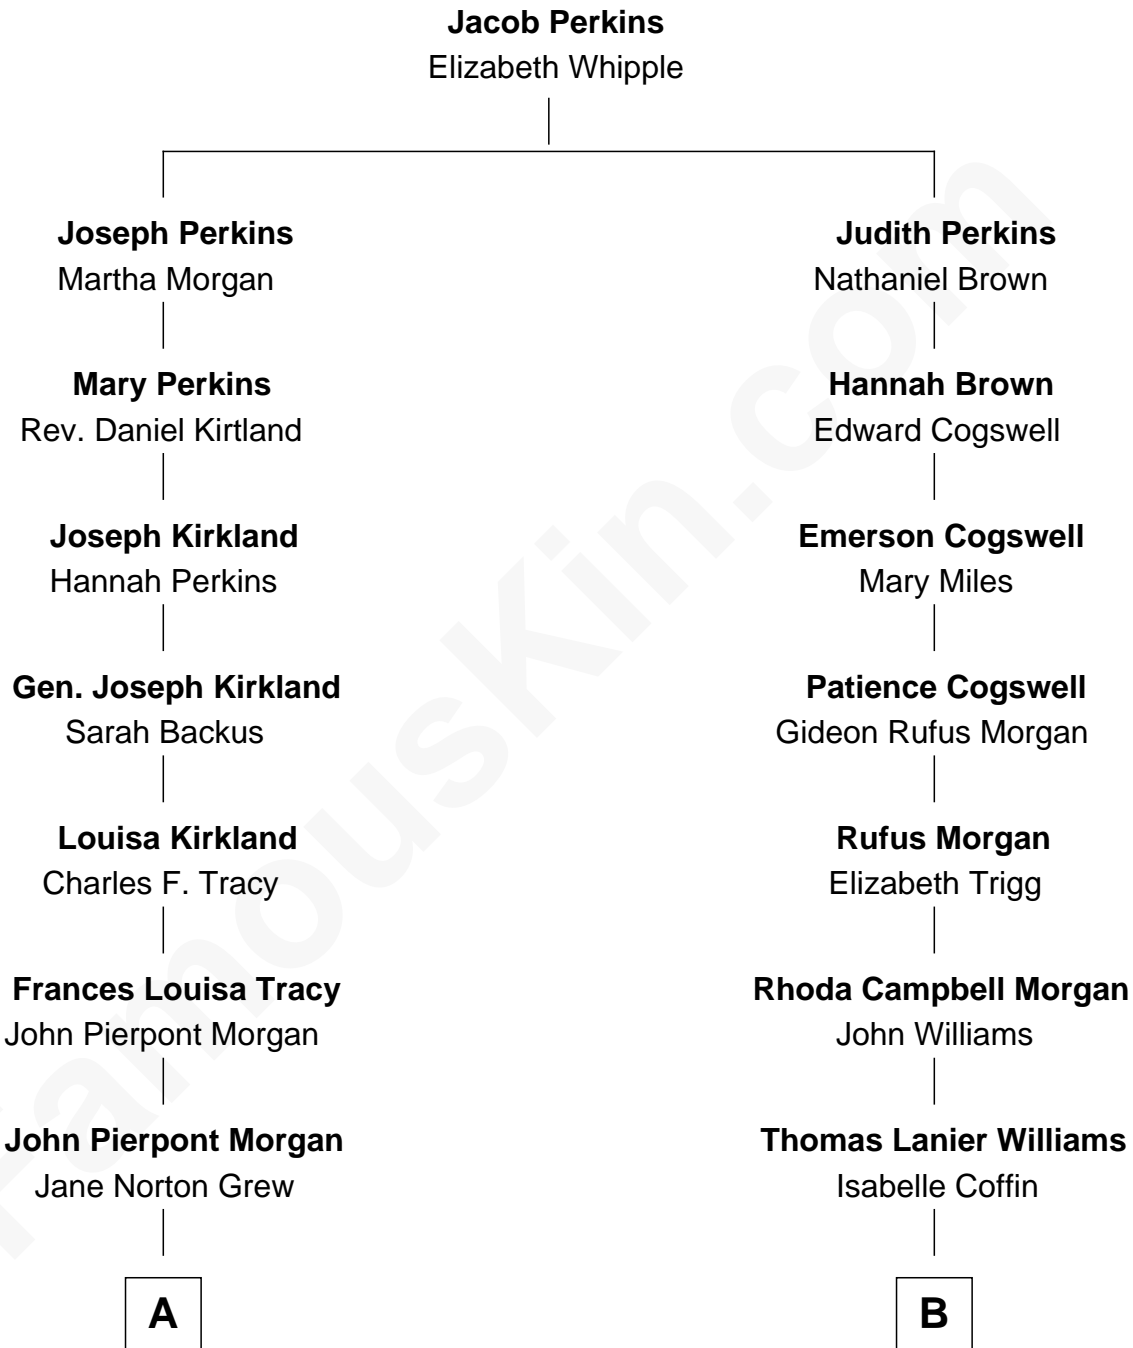 Jacob Perkins
Elizabeth Whipple
Joseph Perkins
Martha Morgan
Judith Perkins
Nathaniel Brown
Mary Perkins
Rev. Daniel Kirtland
Hannah Brown
Edward Cogswell
Joseph Kirkland
Hannah Perkins
Emerson Cogswell
Mary Miles
Gen. Joseph Kirkland
Sarah Backus
Patience Cogswell
Gideon Rufus Morgan
Louisa Kirkland
Charles F. Tracy
Rufus Morgan
Elizabeth Trigg
Frances Louisa Tracy
John Pierpont Morgan
Rhoda Campbell Morgan
John Williams
John Pierpont Morgan
Jane Norton Grew
Thomas Lanier Williams
Isabelle Coffin
A
B
FamousKin.com